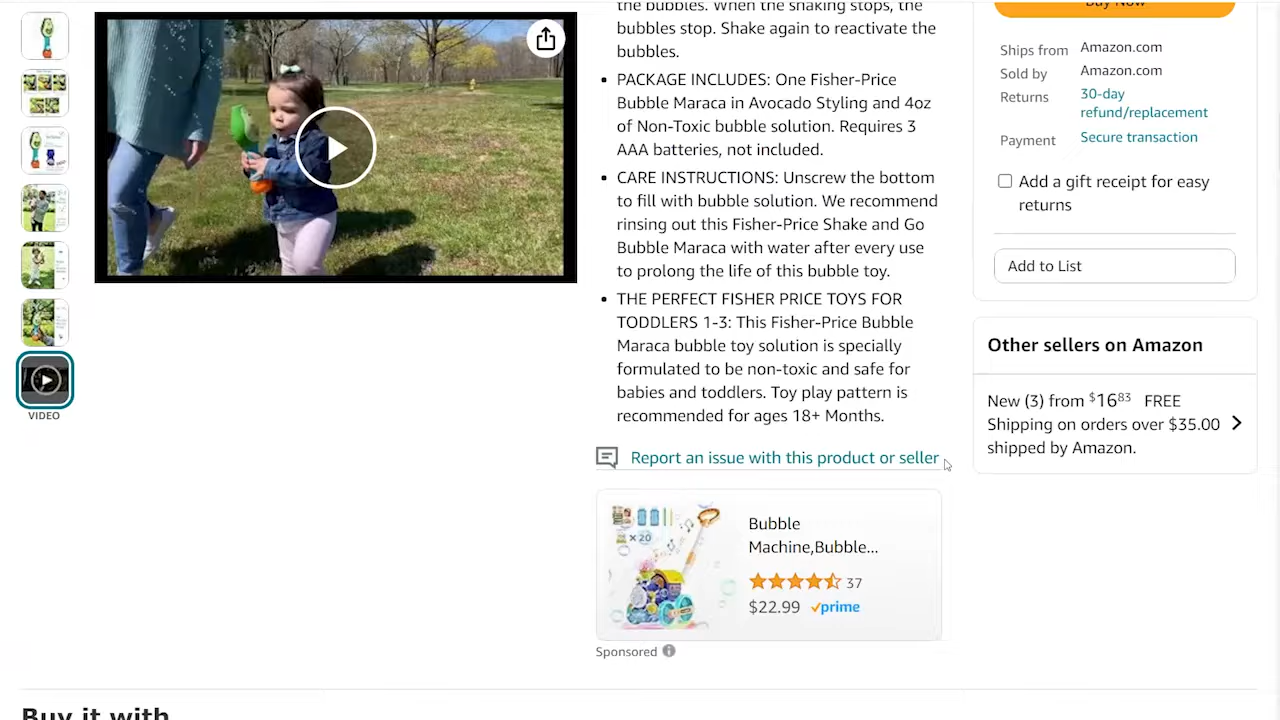 VIDEO
the bubbles. When the shaking stops, the
bubbles stop. Shake again to reactivate the
bubbles.
• PACKAGE INCLUDES: One Fisher-Price
Bubble Maraca in Avocado Styling and 4oz
of Non-Toxic bubble solution. Requires 3
AAA batteries, not included.
• CARE INSTRUCTIONS: Unscrew the bottom
to fill with bubble solution. We recommend
rinsing out this Fisher-Price Shake and Go
Bubble Maraca with water after every use
to prolong the life of this bubble toy.
• THE PERFECT FISHER PRICE TOYS FOR
TODDLERS 1-3: This Fisher-Price Bubble
Maraca bubble toy solution is specially
formulated to be non-toxic and safe for
babies and toddlers. Toy play pattern is
recommended for ages 18+ Months.
Report an issue with this product or seller
× 20
Bubble
Machine,Bubble...
37
$22.99 prime
Sponsored
Buy Now
Ships from Amazon.com
Sold by Amazon.com
Returns 30-day
refund/replacement
Payment Secure transaction
Add a gift receipt for easy
returns
Add to List
Other sellers on Amazon
New (3) from $1683 FREE
Shipping on orders over $35.00
shipped by Amazon.
Buy it with